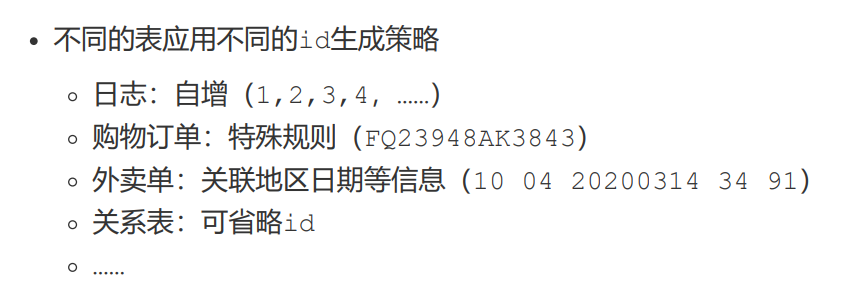 不同的表应用不同的id生成策略
日志：自增（1,2,3,4，……）
购物订单：特殊规则（FQ23948AK3843）
外卖单：关联地区日期等信息（10 04 20200314 34 91）
关系表：可省略id
……